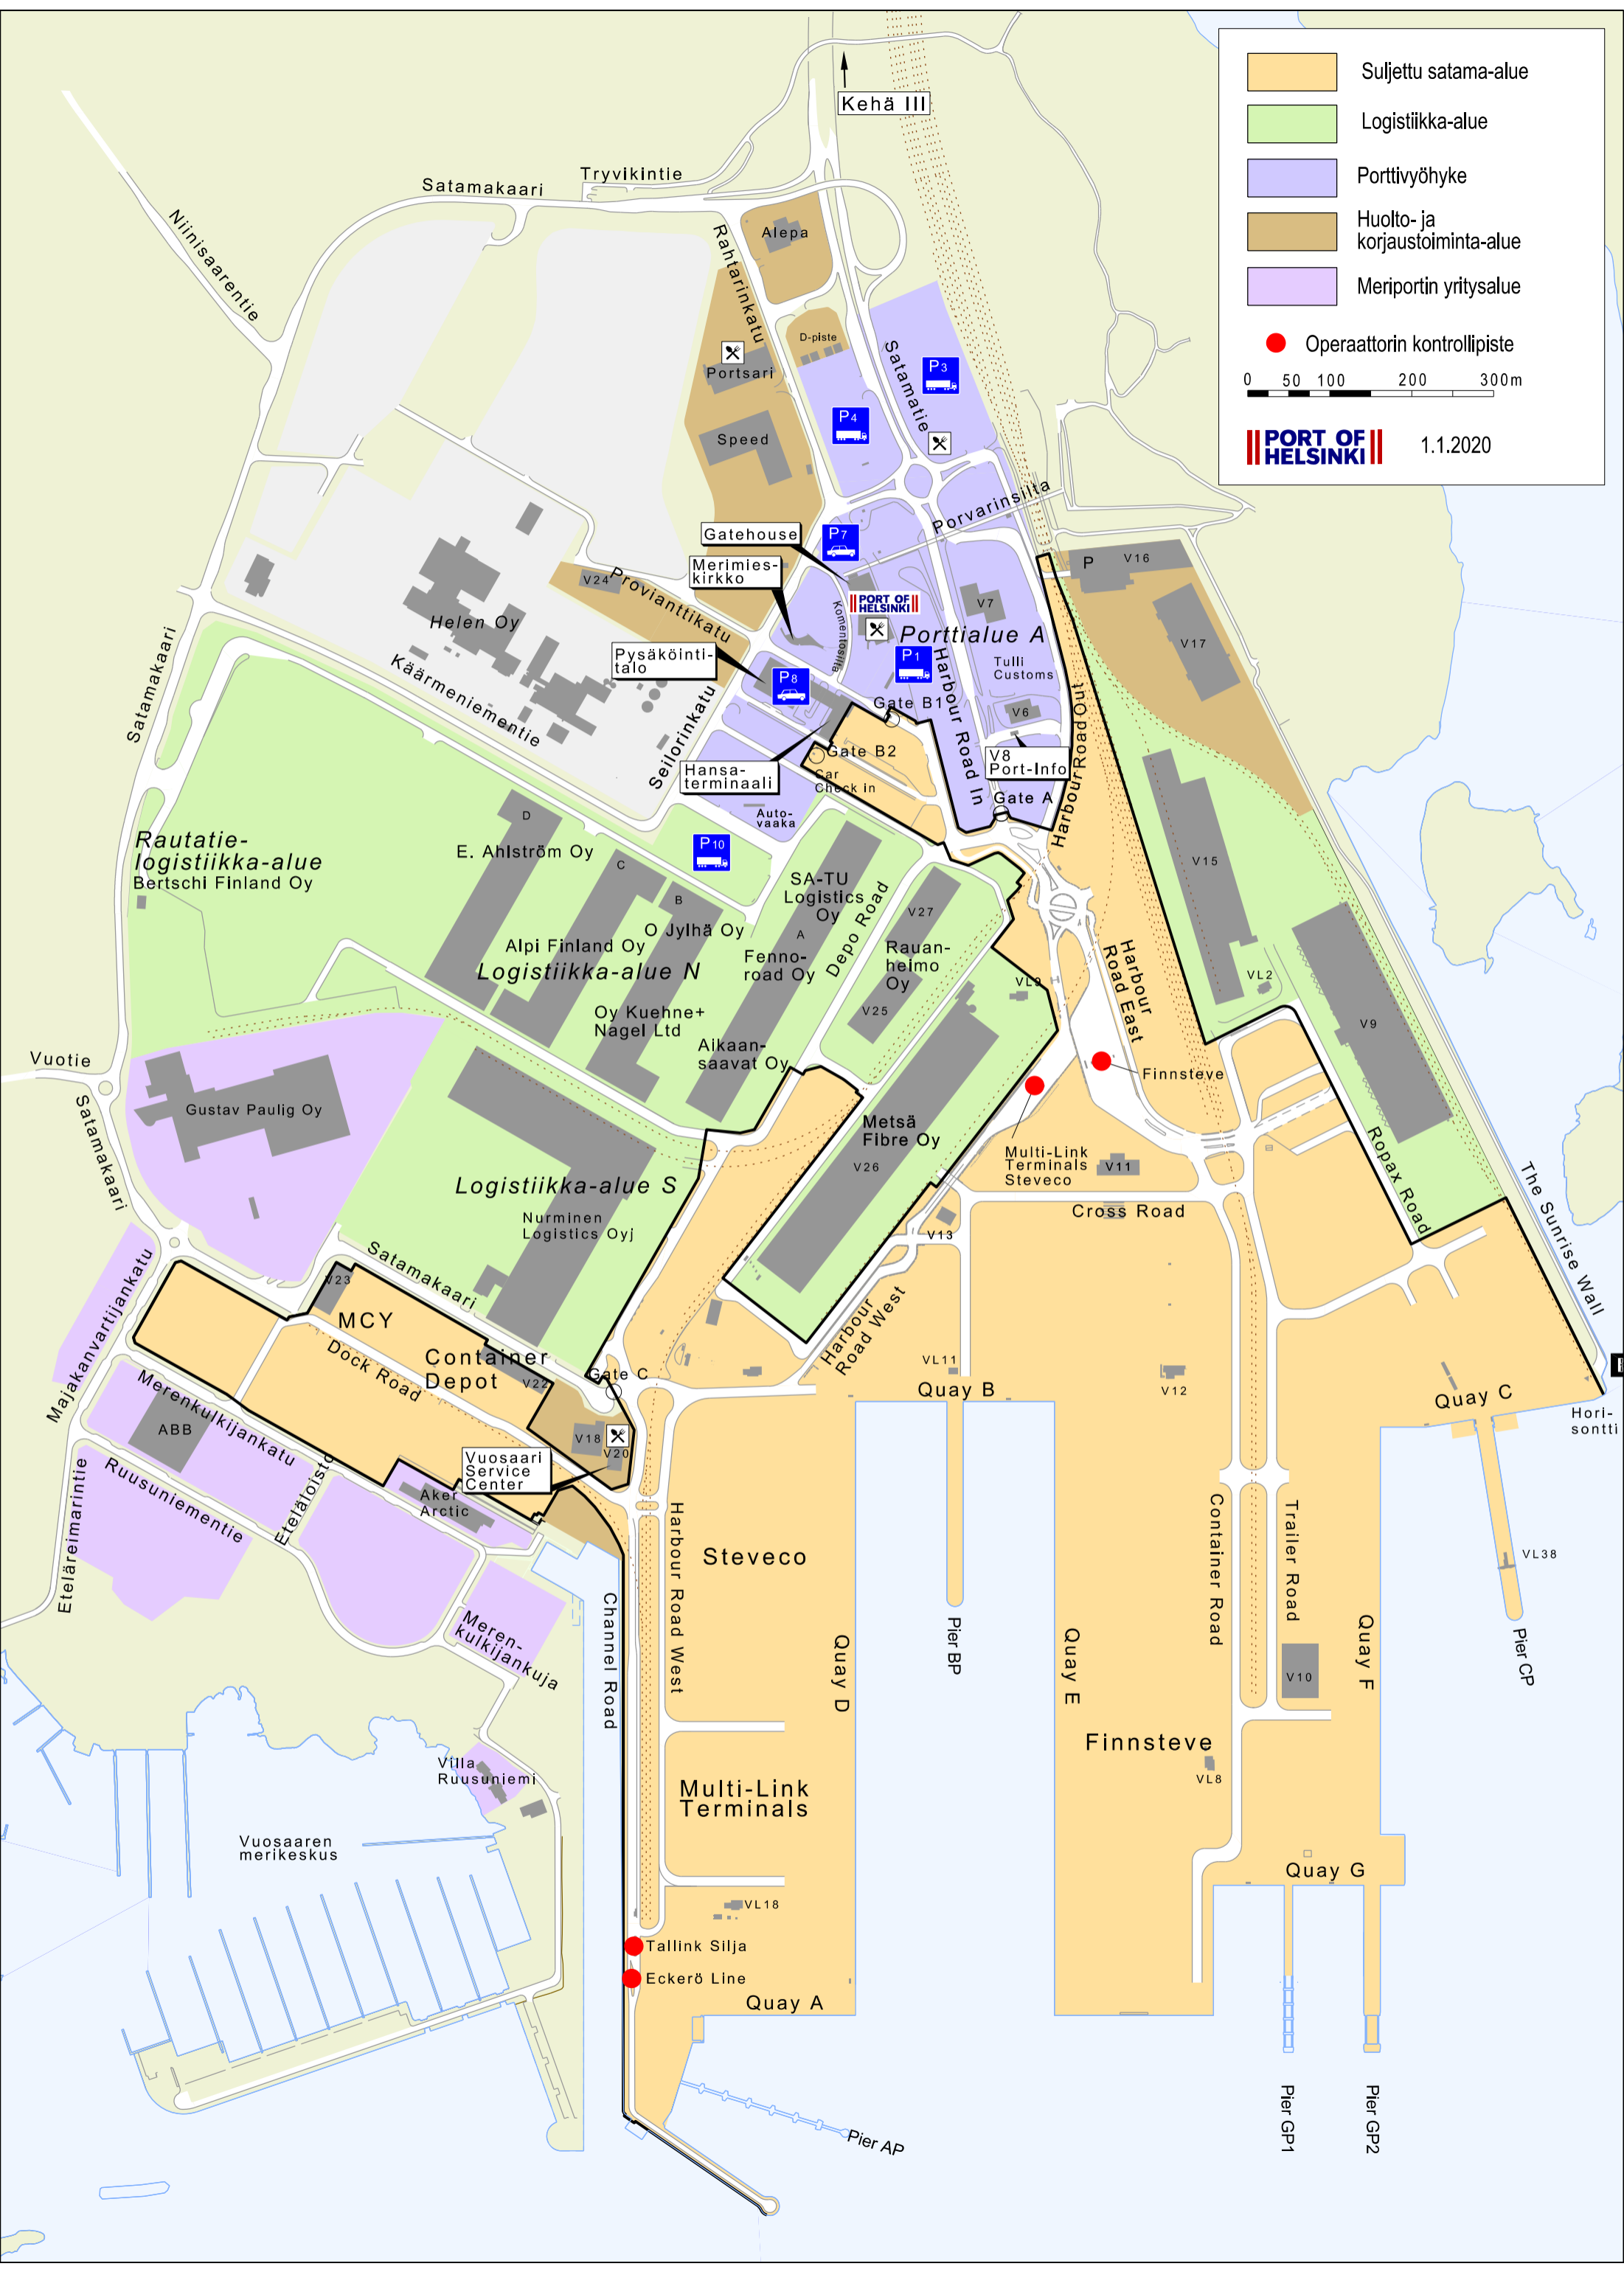 Kehä III
Tryvikintie
Satamakaari
Niinisaarentie
Rahtarinkatu
Alepa
D-piste
Portsari
Speed
Satamatie
P3
P4
Porvarinsilta
Gatehouse
P7
Merimies-
kirkko
PORT OF
HELSINKI
Komentosilta
V24
Provianttikatu
Helen Oy
Käärmeniementie
Pysäköinti-
talo
P8
P1
Porttialue A
V7
Tulli
Customs
V6
V8
Port-Info
P
V16
V17
Satamakaari
Seilorinkatu
Hansa-
terminaali
Gate B1
Gate B2
Car
Check in
Harbour Road In
Harbour Road Out
Gate A
Auto-
vaaka
P10
Rautatie-
logistiikka-alue
Bertschi Finland Oy
D
E. Ahlström Oy
C
B
O Jylhä Oy
Alpi Finland Oy
Logistiikka-alue N
Oy Kuehne+
Nagel Ltd
SA-TU
Logistics
Oy
A
Fenno-
road Oy
Depo Road
Aikaan-
saavat Oy
V27
Rauan-
heimo
Oy
V25
VL9
V15
VL2
V9
Harbour
Road East
Finnsteve
Multi-Link
Terminals
Steveco
V11
Cross Road
Ropax Road
The Sunrise Wall
Vuotie
Satamakaari
Gustav Paulig Oy
Logistiikka-alue S
Nurminen
Logistics Oyj
Metsä
Fibre Oy
V26
V13
Harbour
Road West
Satamakaari
Majakanvartijankatu
V23
MCY
Dock Road
Container
Depot
V22
Gate C
VL11
Quay B
V12
Quay C
Hori-
sontti
Merenkulkijankatu
ABB
Ruusuniementie
Eteläreimarintie
Eteläloisto
V18
V20
Vuosaari
Service
Center
Aker
Arctic
Meren-
kulkijankuja
Channel Road
Harbour Road West
Steveco
Quay D
Pier BP
Quay E
Container Road
Trailer Road
V10
Quay F
VL38
Pier CP
Finnsteve
VL8
Multi-Link
Terminals
Villa
Ruusuniemi
Vuosaaren
merikeskus
VL18
Tallink Silja
Eckerö Line
Quay A
Quay G
Pier AP
Pier GP1
Pier GP2
Suljettu satama-alue
Logistiikka-alue
Porttivyöhyke
Huolto- ja
korjaustoiminta-alue
Meriportin yritysalue
Operaattorin kontrollipiste
0 50 100 200 300m
PORT OF
HELSINKI
1.1.2020